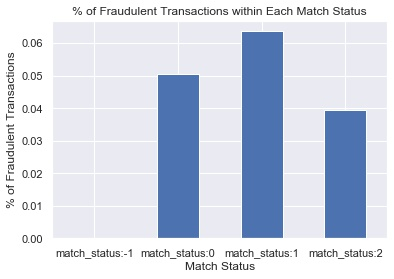 % of Fraudulent Transactions within Each Match Status
% of Fraudulent Transactions
0.06
0.05
0.04
0.03
0.02
0.01
0.00
match_status:-1 match_status:0 match_status:1 match_status:2
Match Status